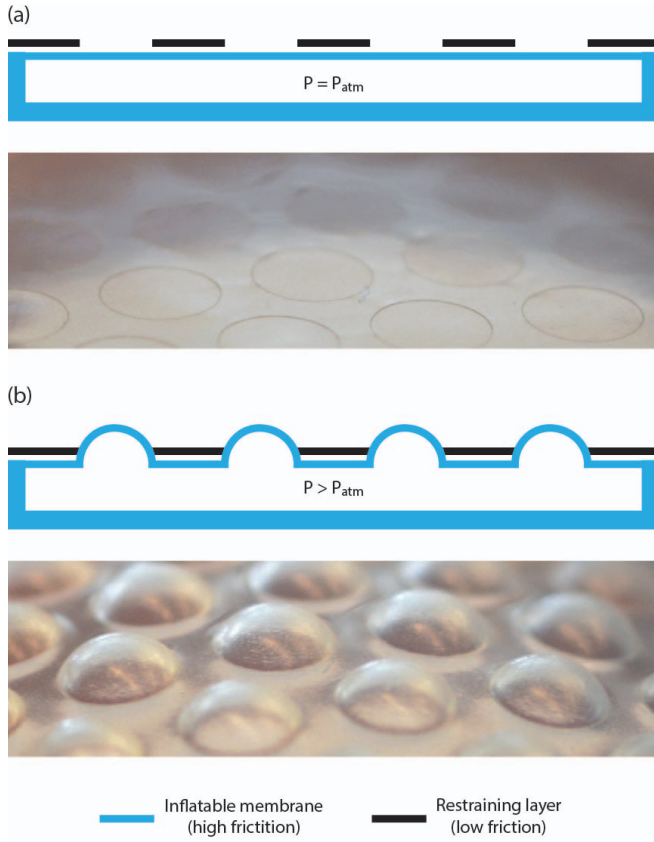 (a)
P = Patm
(b)
P > Patm
Inflatable membrane
(high frictition)
Restraining layer
(low friction)